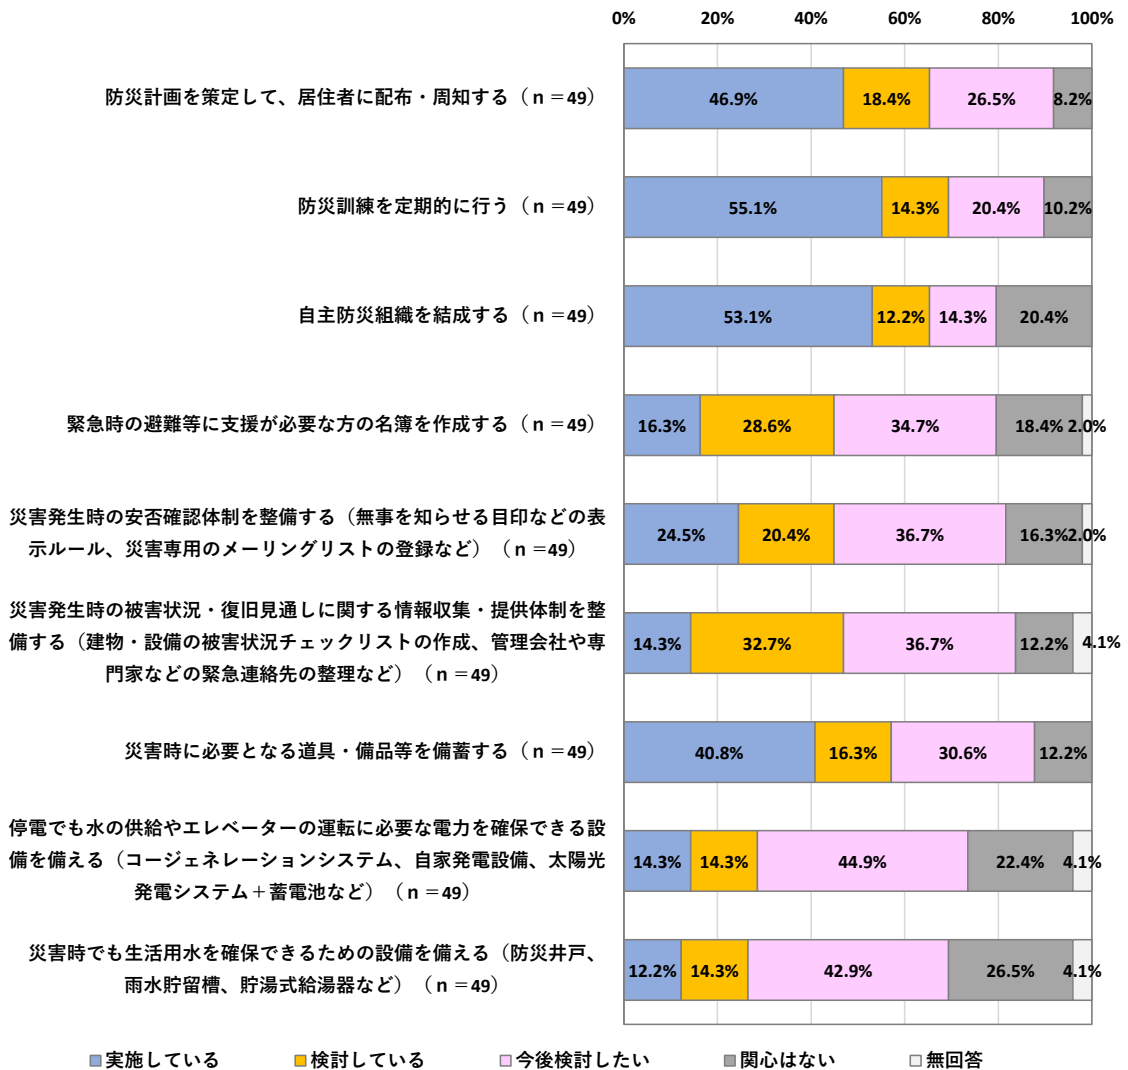 0% 20% 40% 60% 80% 100%
防災計画を策定して、居住者に配布・周知する（n＝49）
46.9% 18.4% 26.5% 8.2%
防災訓練を定期的に行う（n＝49）
55.1% 14.3% 20.4% 10.2%
自主防災組織を結成する（n＝49）
53.1% 12.2% 14.3% 20.4%
緊急時の避難等に支援が必要な方の名簿を作成する（n＝49）
16.3% 28.6% 34.7% 18.4% 2.0%
災害発生時の安否確認体制を整備する（無事を知らせる目印などの表
示ルール、災害専用のメーリングリストの登録など）（n＝49）
24.5% 20.4% 36.7% 16.3% 2.0%
災害発生時の被害状況・復旧見通しに関する情報収集・提供体制を整
備する（建物・設備の被害状況チェックリストの作成、管理会社や専
門家などの緊急連絡先の整理など）（n＝49）
14.3% 32.7% 36.7% 12.2% 4.1%
災害時に必要となる道具・備品等を備蓄する（n＝49）
40.8% 16.3% 30.6% 12.2%
停電でも水の供給やエレベーターの運転に必要な電力を確保できる設
備を備える（コージェネレーションシステム、自家発電設備、太陽光
発電システム＋蓄電池など）（n＝49）
14.3% 14.3% 44.9% 22.4% 4.1%
災害時でも生活用水を確保できるための設備を備える（防災井戸、
雨水貯留槽、貯湯式給湯器など）（n＝49）
12.2% 14.3% 42.9% 26.5% 4.1%
実施している 検討している 今後検討したい 関心はない 無回答